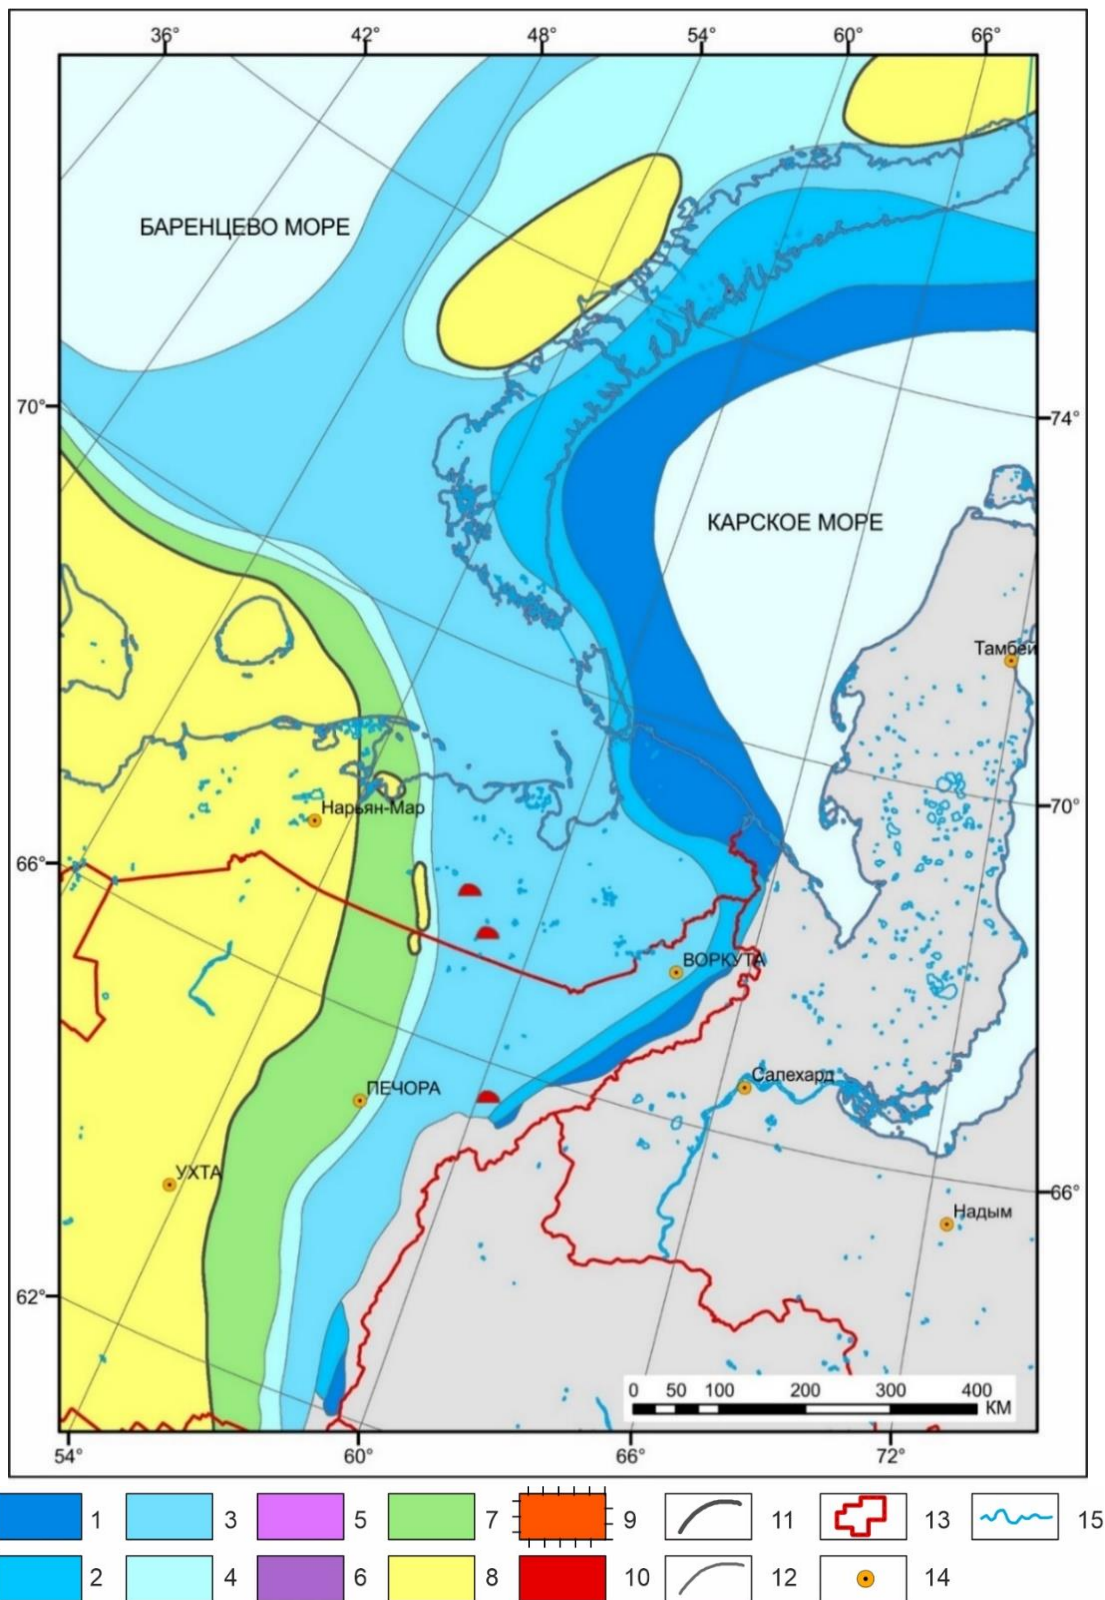 36° 42° 48° 54° 60° 66°
БАРЕНЦЕВО МОРЕ
70°
74°
КАРСКОЕ МОРЕ
Тамбей
70°
Нарьян-Мар
66°
ВОРКУТА
Салехард
ПЕЧОРА
УХТА
66°
Надым
62°
0 50 100 200 300 400
КМ
54° 60° 66° 72°
1 3 5 7 9 11 13 15
2 4 6 8 10 12 14